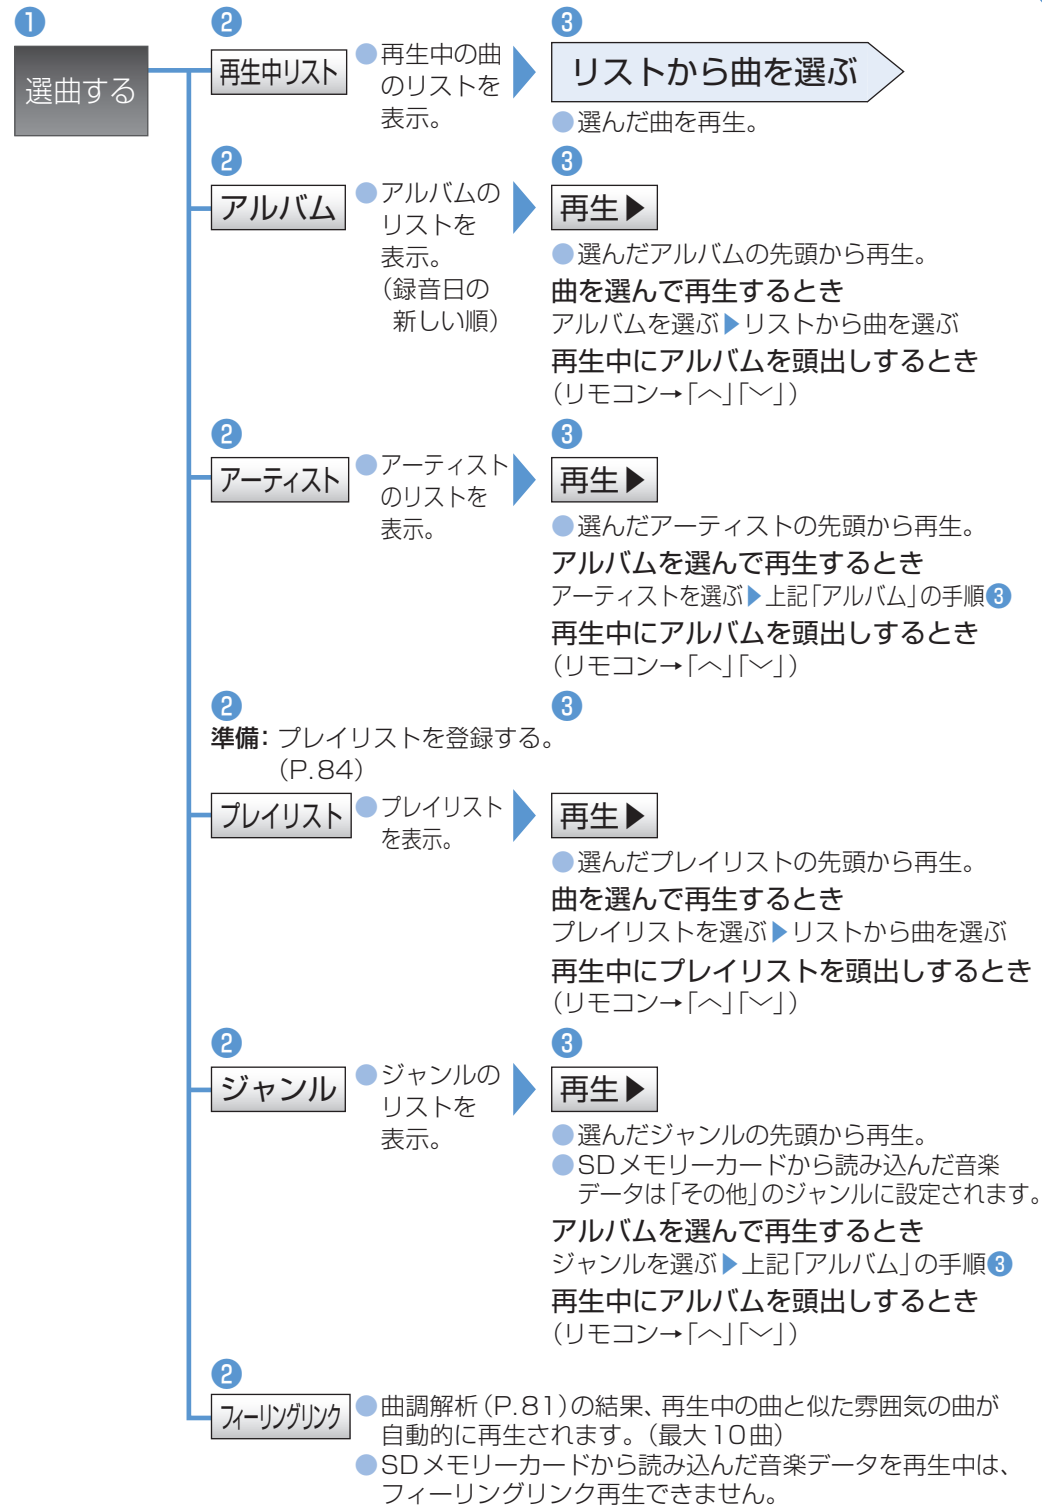 ❶
選曲する
❷
再生中リスト
●再生中の曲
のリストを
表示。
❸
リストから曲を選ぶ
●選んだ曲を再生。
❷
アルバム
●アルバムの
リストを
表示。
（録音日の
新しい順）
❸
再生▶
●選んだアルバムの先頭から再生。
曲を選んで再生するとき
アルバムを選ぶ▶リストから曲を選ぶ
再生中にアルバムを頭出しするとき
（リモコン→「︿」「﹀」）
❷
アーティスト
●アーティスト
のリストを
表示。
❸
再生▶
●選んだアーティストの先頭から再生。
アルバムを選んで再生するとき
アーティストを選ぶ▶上記「アルバム」の手順❸
再生中にアルバムを頭出しするとき
（リモコン→「︿」「﹀」）
❷
準備：プレイリストを登録する。
（P.84）
プレイリスト
●プレイリスト
を表示。
❸
再生▶
●選んだプレイリストの先頭から再生。
曲を選んで再生するとき
プレイリストを選ぶ▶リストから曲を選ぶ
再生中にプレイリストを頭出しするとき
（リモコン→「︿」「﹀」）
❷
ジャンル
●ジャンルの
リストを
表示。
❸
再生▶
●選んだジャンルの先頭から再生。
●SDメモリーカードから読み込んだ音楽
データは「その他」のジャンルに設定されます。
アルバムを選んで再生するとき
ジャンルを選ぶ▶上記「アルバム」の手順❸
再生中にアルバムを頭出しするとき
（リモコン→「︿」「﹀」）
❷
フィーリングリンク
●曲調解析（P.81）の結果、再生中の曲と似た雰囲気の曲が
自動的に再生されます。（最大10曲）
●SDメモリーカードから読み込んだ音楽データを再生中は、
フィーリングリンク再生できません。